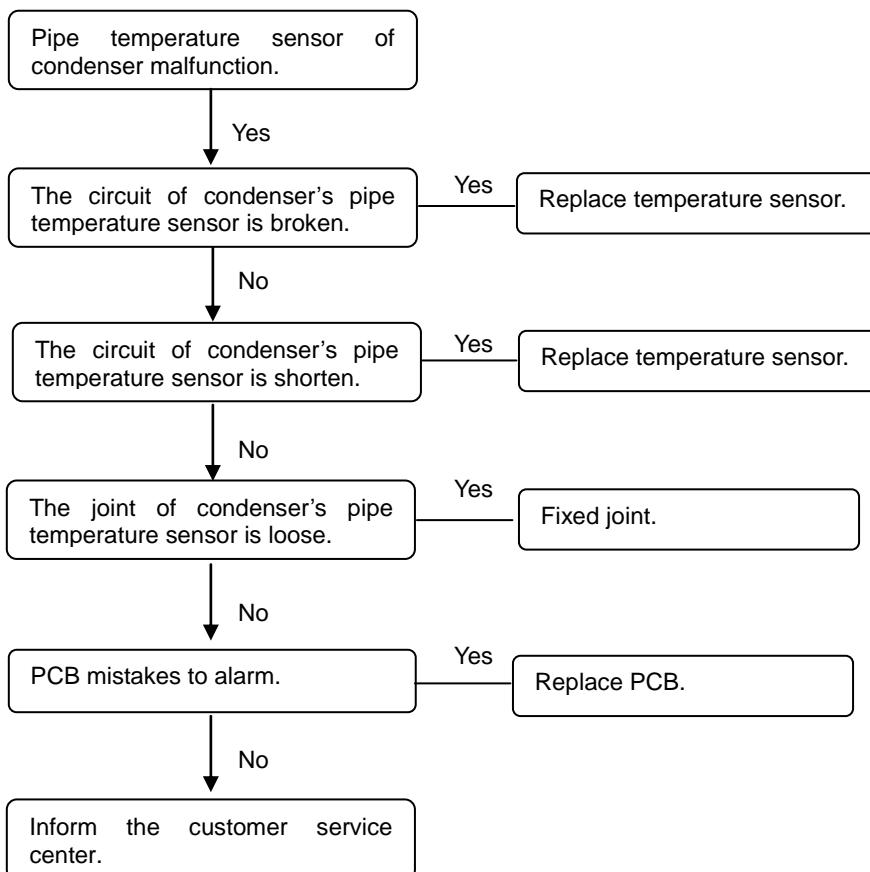 Pipe temperature sensor of
condenser malfunction.
Yes
The circuit of condenser's pipe
temperature sensor is broken.
Yes
Replace temperature sensor.
No
The circuit of condenser's pipe
temperature sensor is shorten.
Yes
Replace temperature sensor.
No
The joint of condenser's pipe
temperature sensor is loose.
Yes
Fixed joint.
No
PCB mistakes to alarm.
Yes
Replace PCB.
No
Inform the customer service
center.